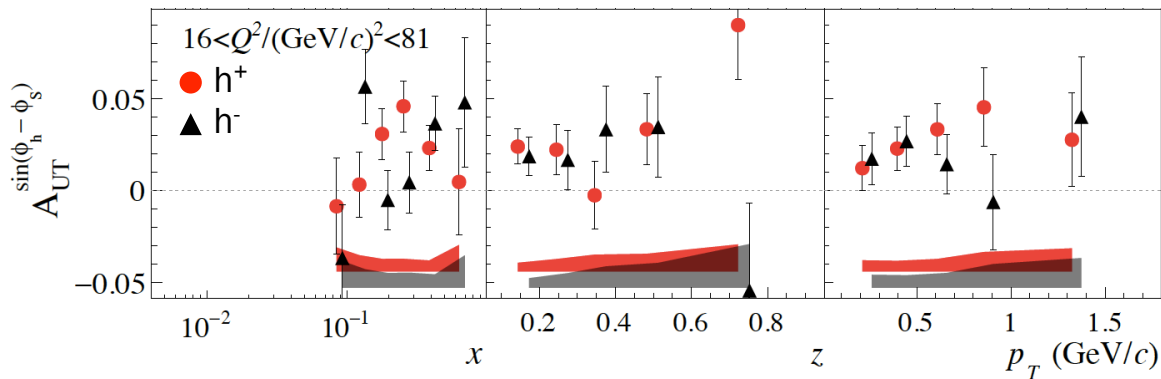 16<Q²/(GeV/c)²<81
h⁺
h⁻
A_UT^sin(ϕ_h − ϕ_S)
0.05
0
−0.05
10⁻² 10⁻¹ 0.2 0.4 0.6 0.8 0.5 1 1.5
x z p_T (GeV/c)